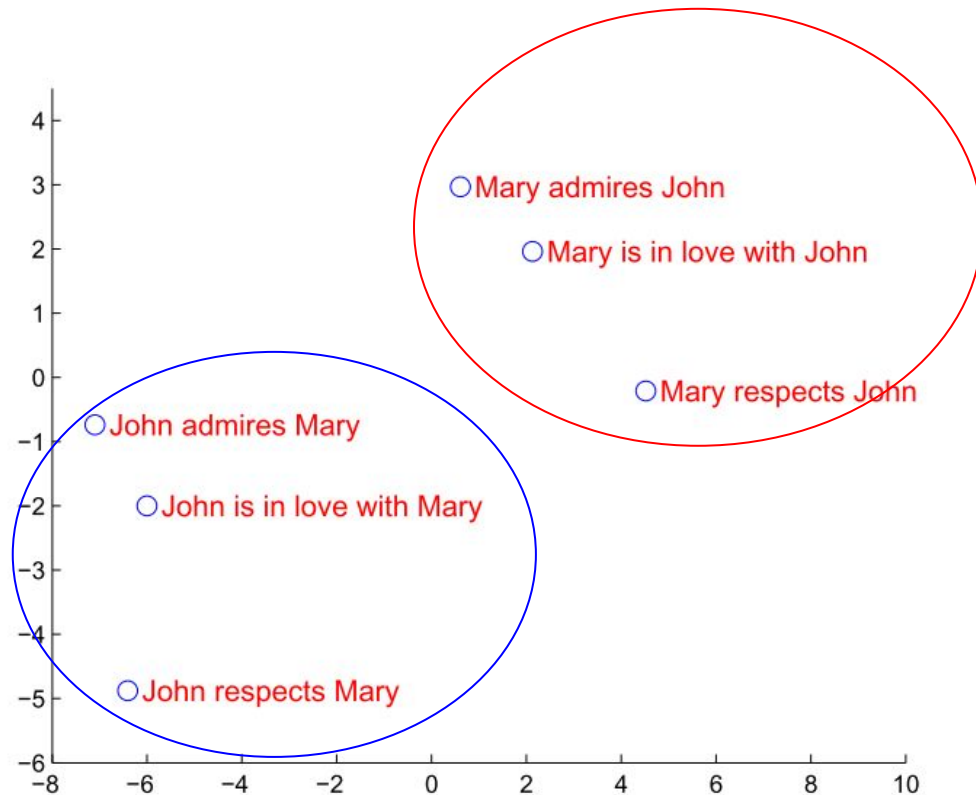 4
3
Mary admires John
2
Mary is in love with John
1
0
Mary respects John
John admires Mary
−1
−2
John is in love with Mary
−3
−4
John respects Mary
−5
−6
−8 −6 −4 −2 0 2 4 6 8 10